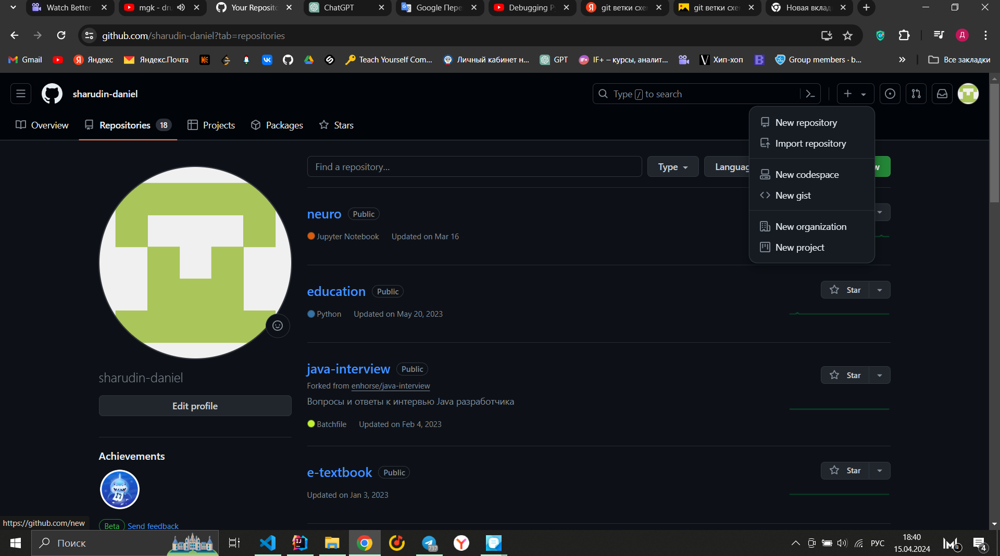 Watch Better
mgk - dru
Your Reposito
ChatGPT
Google Пере
Debugging P
git ветки схе
git ветки схе
Новая вклад
github.com/sharudin-daniel?tab=repositories
Д
Gmail
Яндекс
Яндекс.Почта
Teach Yourself Com...
Личный кабинет н...
GPT
IF+ – курсы, аналит...
Хип-хоп
Group members · b...
Все закладки
sharudin-daniel
Type / to search
Overview
Repositories 18
Projects
Packages
Stars
New repository
Import repository
New codespace
New gist
New organization
New project
Find a repository...
Type
Languag
w
neuro Public
Jupyter Notebook Updated on Mar 16
education Public
Star
Python Updated on May 20, 2023
java-interview Public
Star
Forked from enhorse/java-interview
Вопросы и ответы к интервью Java разработчика
Batchfile Updated on Feb 4, 2023
e-textbook Public
Star
Updated on Jan 3, 2023
sharudin-daniel
Edit profile
Achievements
Beta Send feedback
https://github.com/new
Поиск
737
РУС
18:40
15.04.2024
3
4